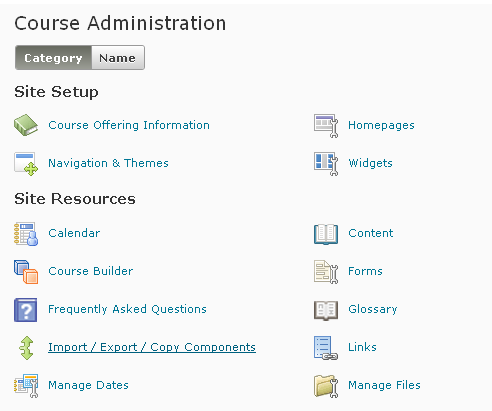 Course Administration
Category Name
Site Setup
Course Offering Information Homepages
Navigation & Themes Widgets
Site Resources
Calendar Content
Course Builder Forms
Frequently Asked Questions Glossary
Import / Export / Copy Components Links
Manage Dates Manage Files